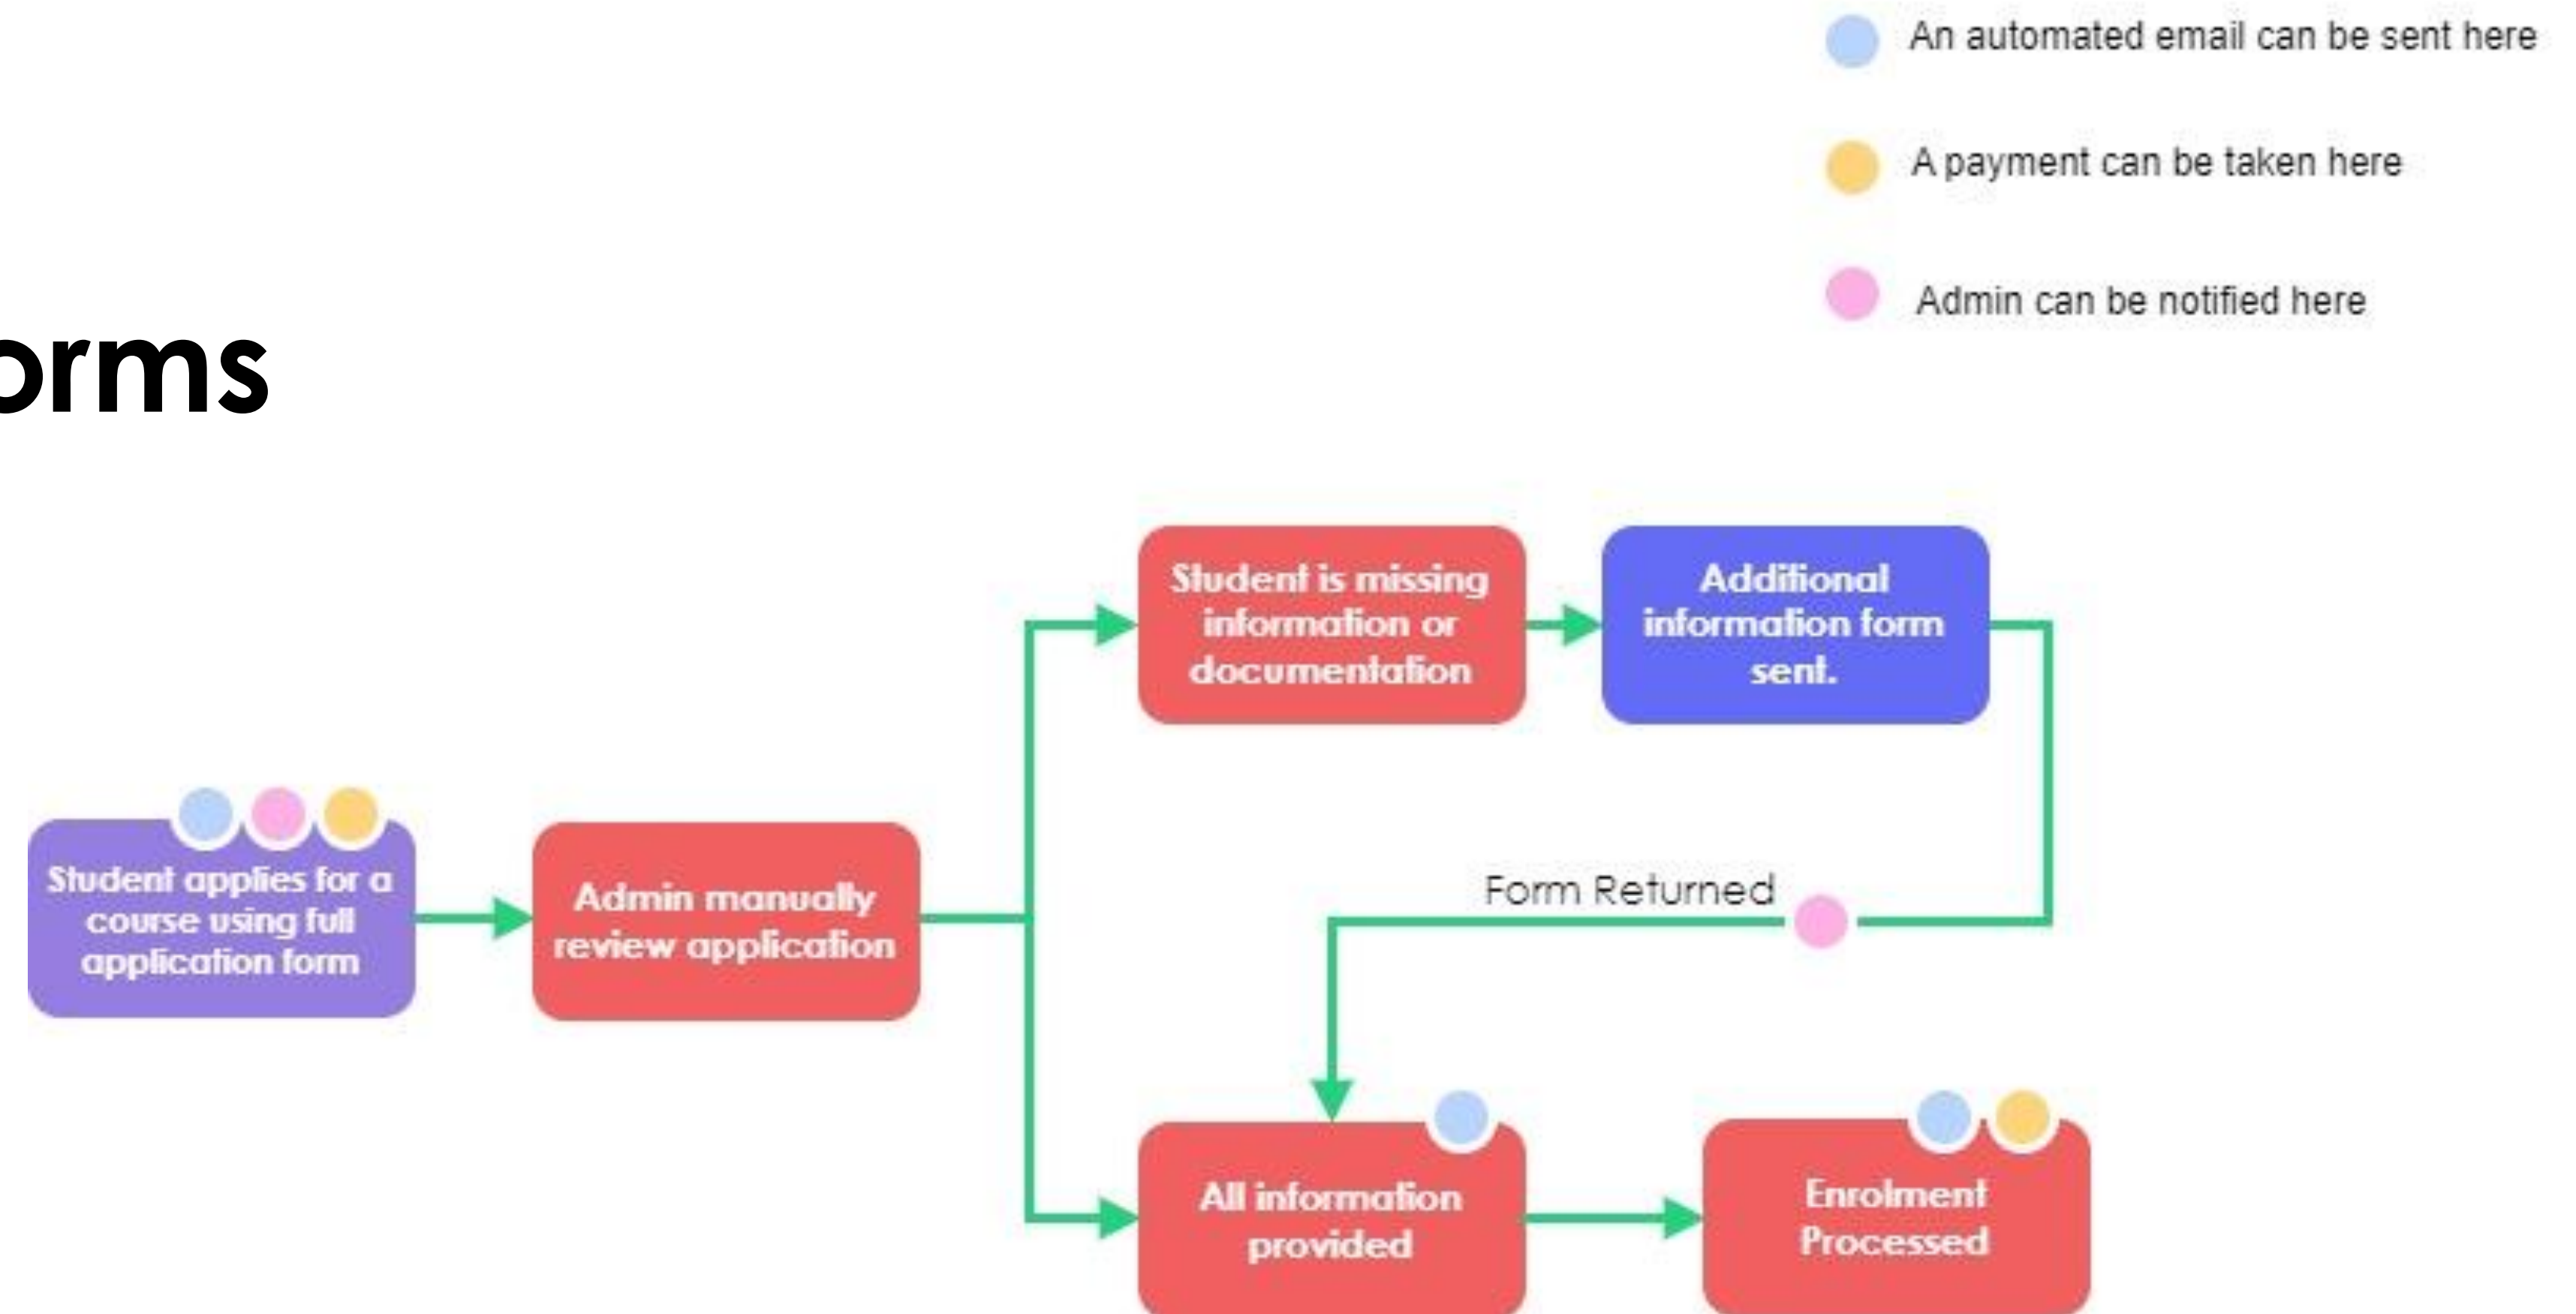 An automated email can be sent here
A payment can be taken here
Admin can be notified here
orms
Student is missing
information or
documentation
Additional
information form
sent.
Student applies for a
course using full
application form
Admin manually
review application
Form Returned
All information
provided
Enrolment
Processed